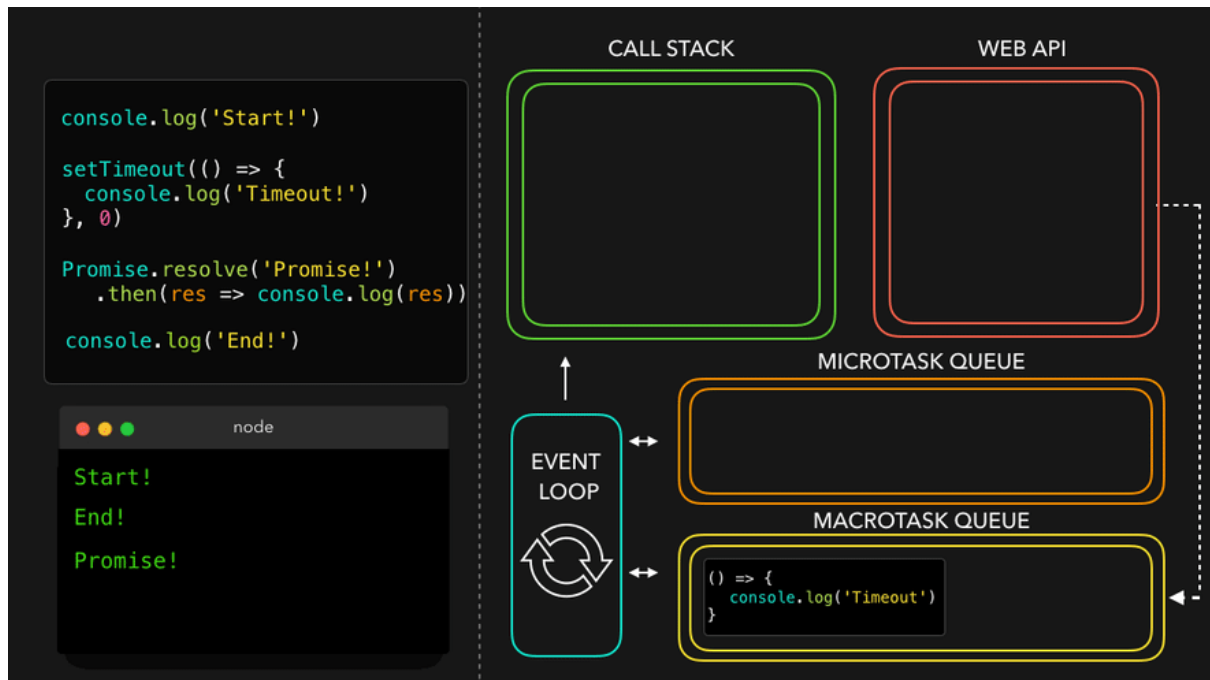 console.log('Start!')
setTimeout(() => {
console.log('Timeout!')
}, 0)
Promise.resolve('Promise!')
.then(res => console.log(res))
console.log('End!')
node
Start!
End!
Promise!
CALL STACK
WEB API
MICROTASK QUEUE
EVENT
LOOP
MACROTASK QUEUE
() => {
console.log('Timeout')
}